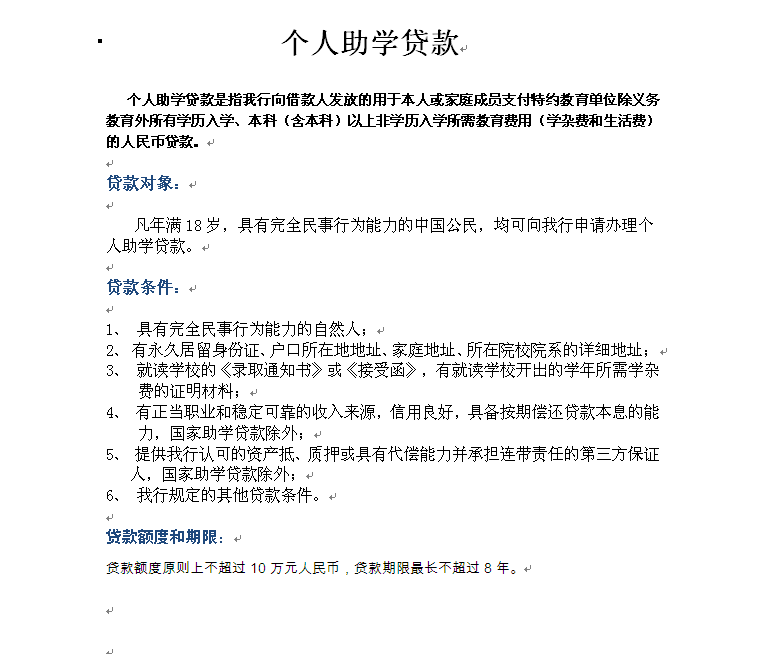 个人助学贷款
个人助学贷款是指我行向借款人发放的用于本人或家庭成员支付特约教育单位除义务
教育外所有学历入学、本科（含本科）以上非学历入学所需教育费用（学杂费和生活费）
的人民币贷款。
贷款对象：
凡年满 18 岁，具有完全民事行为能力的中国公民，均可向我行申请办理个
人助学贷款。
贷款条件：
1、 具有完全民事行为能力的自然人；
2、有永久居留身份证、户口所在地地址、家庭地址、所在院校院系的详细地址；
3、 就读学校的《录取通知书》或《接受函》，有就读学校开出的学年所需学杂
费的证明材料；
4、 有正当职业和稳定可靠的收入来源，信用良好，具备按期偿还贷款本息的能
力，国家助学贷款除外；
5、 提供我行认可的资产抵、质押或具有代偿能力并承担连带责任的第三方保证
人，国家助学贷款除外；
6、 我行规定的其他贷款条件。
贷款额度和期限：
贷款额度原则上不超过 10 万元人民币，贷款期限最长不超过 8 年。